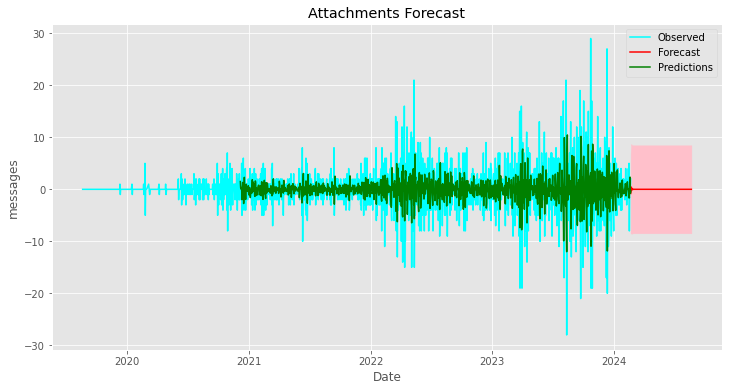 Attachments Forecast
Observed
Forecast
Predictions
messages
30
20
10
0
−10
−20
−30
2020
2021
2022
2023
2024
Date